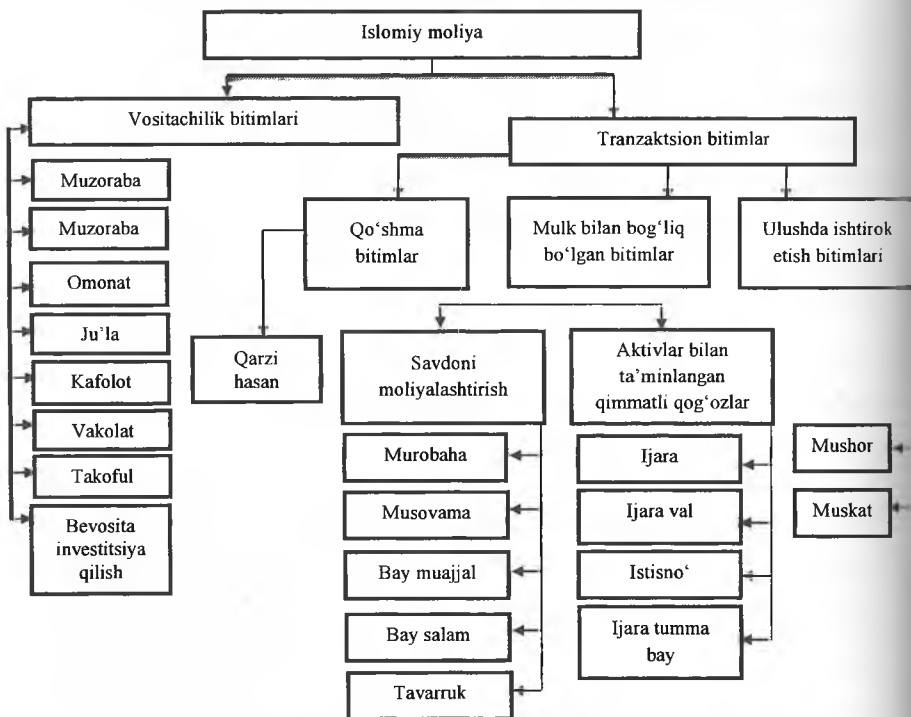 Islomiy moliya
Vositachilik bitimlari
Tranzaktsion bitimlar
Muzoraba
Muzoraba
Omonat
Ju’la
Kafolot
Vakolat
Takoful
Bevosita
investitsiya
qilish
Qo‘shma
bitimlar
Mulk bilan bog‘liq
bo‘lgan bitimlar
Ulushda ishtirok
etish bitimlari
Qarzi
hasan
Savdoni
moliyalashtirish
Aktivlar bilan
ta’minlangan
qimmatli qog‘ozlar
Murobaha
Musovama
Bay muajjal
Bay salam
Tavarruk
Ijara
Ijara val
Istisno‘
Ijara tumma
bay
Mushor
Muskat